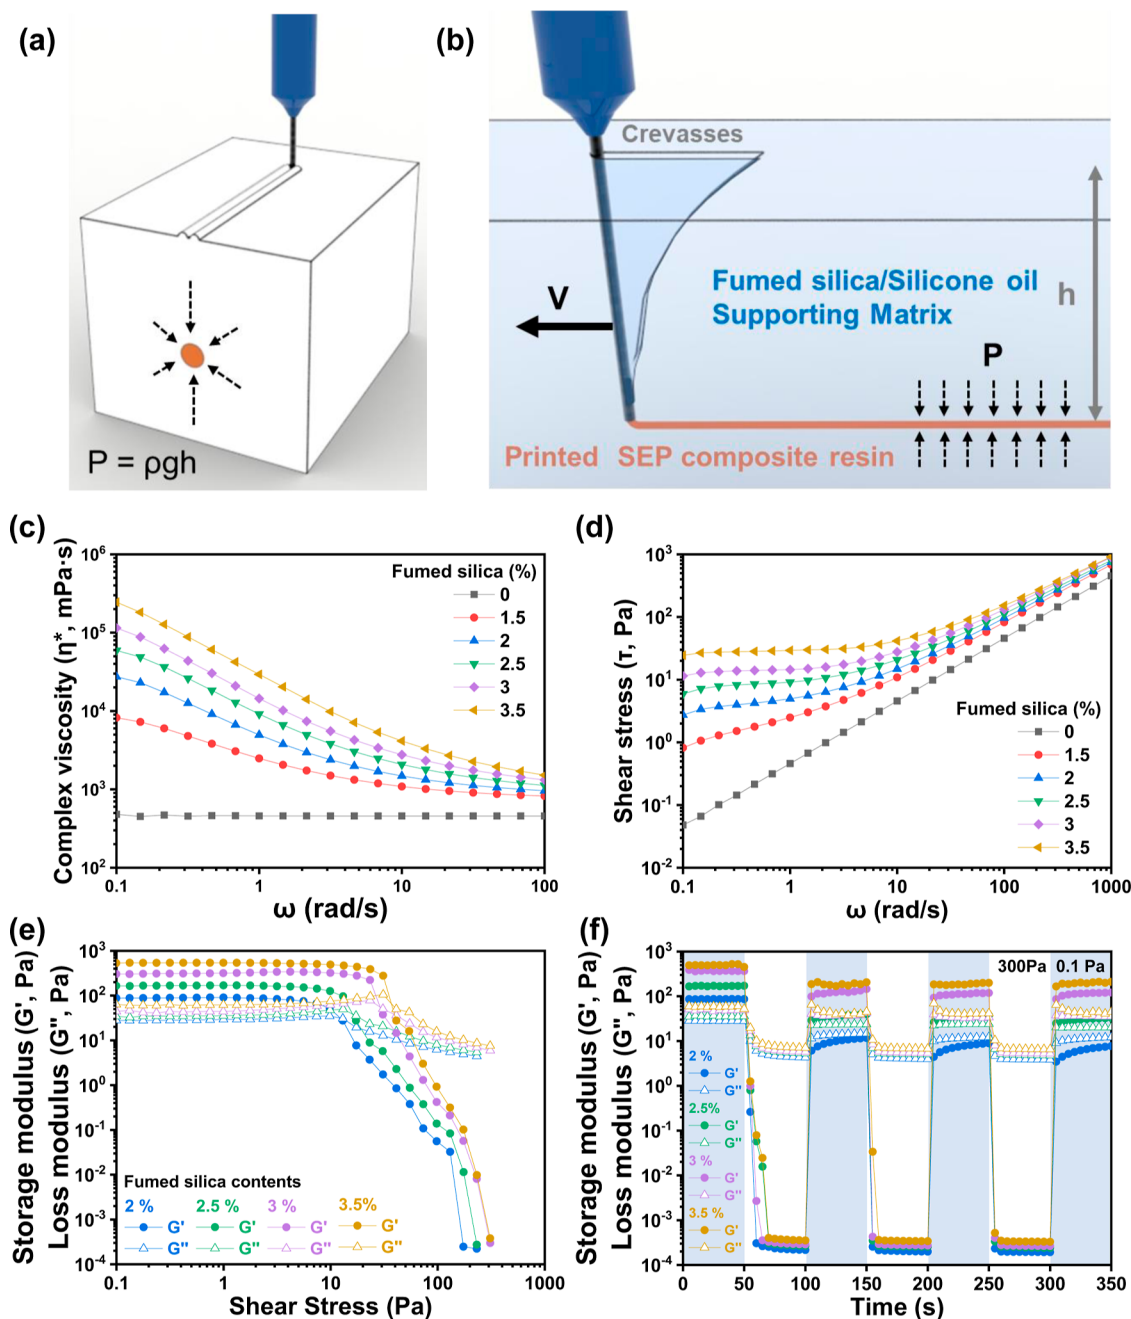 (a)
P = ρgh
(b)
Crevasses
V
Fumed silica/Silicone oil
Supporting Matrix
h
P
Printed SEP composite resin
(c)
Complex viscosity (η*, mPa·s)
10⁶
10⁵
10⁴
10³
10²
Fumed silica (%)
0
1.5
2
2.5
3
3.5
0.1
1
10
100
ω (rad/s)
(d)
Shear stress (τ, Pa)
10³
10²
10¹
10⁰
10⁻¹
10⁻²
Fumed silica (%)
0
1.5
2
2.5
3
3.5
0.1
1
10
100
1000
ω (rad/s)
(e)
Storage modulus (G', Pa)
Loss modulus (G'', Pa)
10³
10²
10¹
10⁰
10⁻¹
10⁻²
10⁻³
10⁻⁴
Fumed silica contents
2 % 2.5 % 3 % 3.5%
G' G' G' G'
G'' G'' G'' G''
0.1
1
10
100
1000
Shear Stress (Pa)
(f)
Storage modulus (G', Pa)
Loss modulus (G'', Pa)
10³
10²
10¹
10⁰
10⁻¹
10⁻²
10⁻³
10⁻⁴
300Pa 0.1 Pa
2 %
G'
G''
2.5%
G'
G''
3 %
G'
G''
3.5 %
G'
G''
0
50
100
150
200
250
300
350
Time (s)